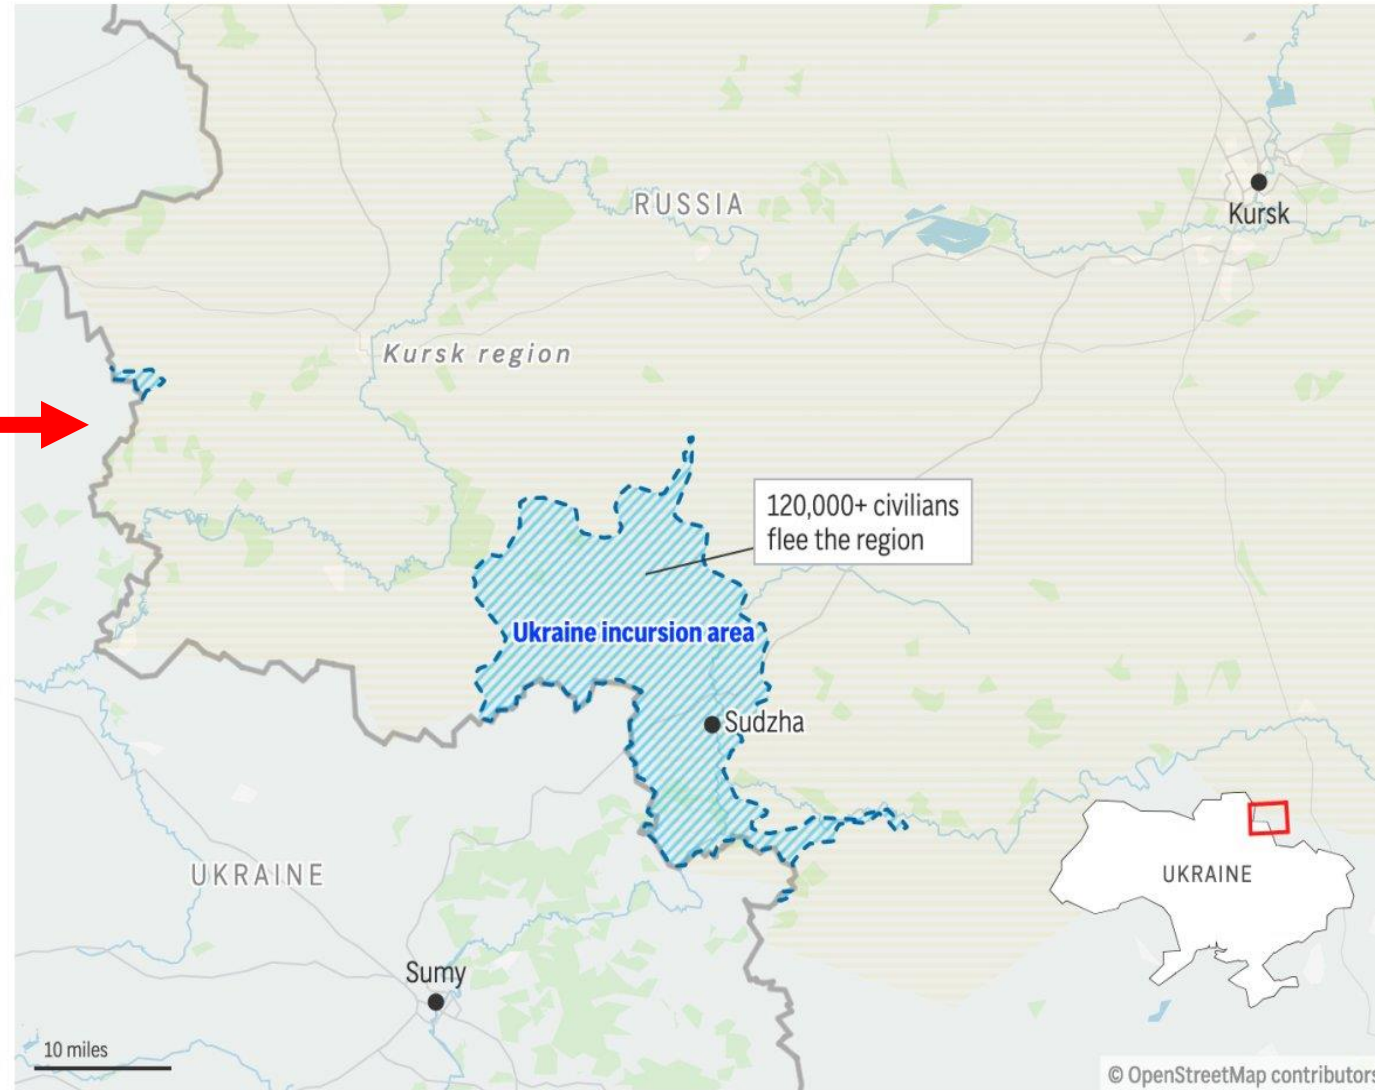 RUSSIA
Kursk
Kursk region
120,000+ civilians
flee the region
Ukraine incursion area
Sudzha
UKRAINE
UKRAINE
Sumy
10 miles
© OpenStreetMap contributors